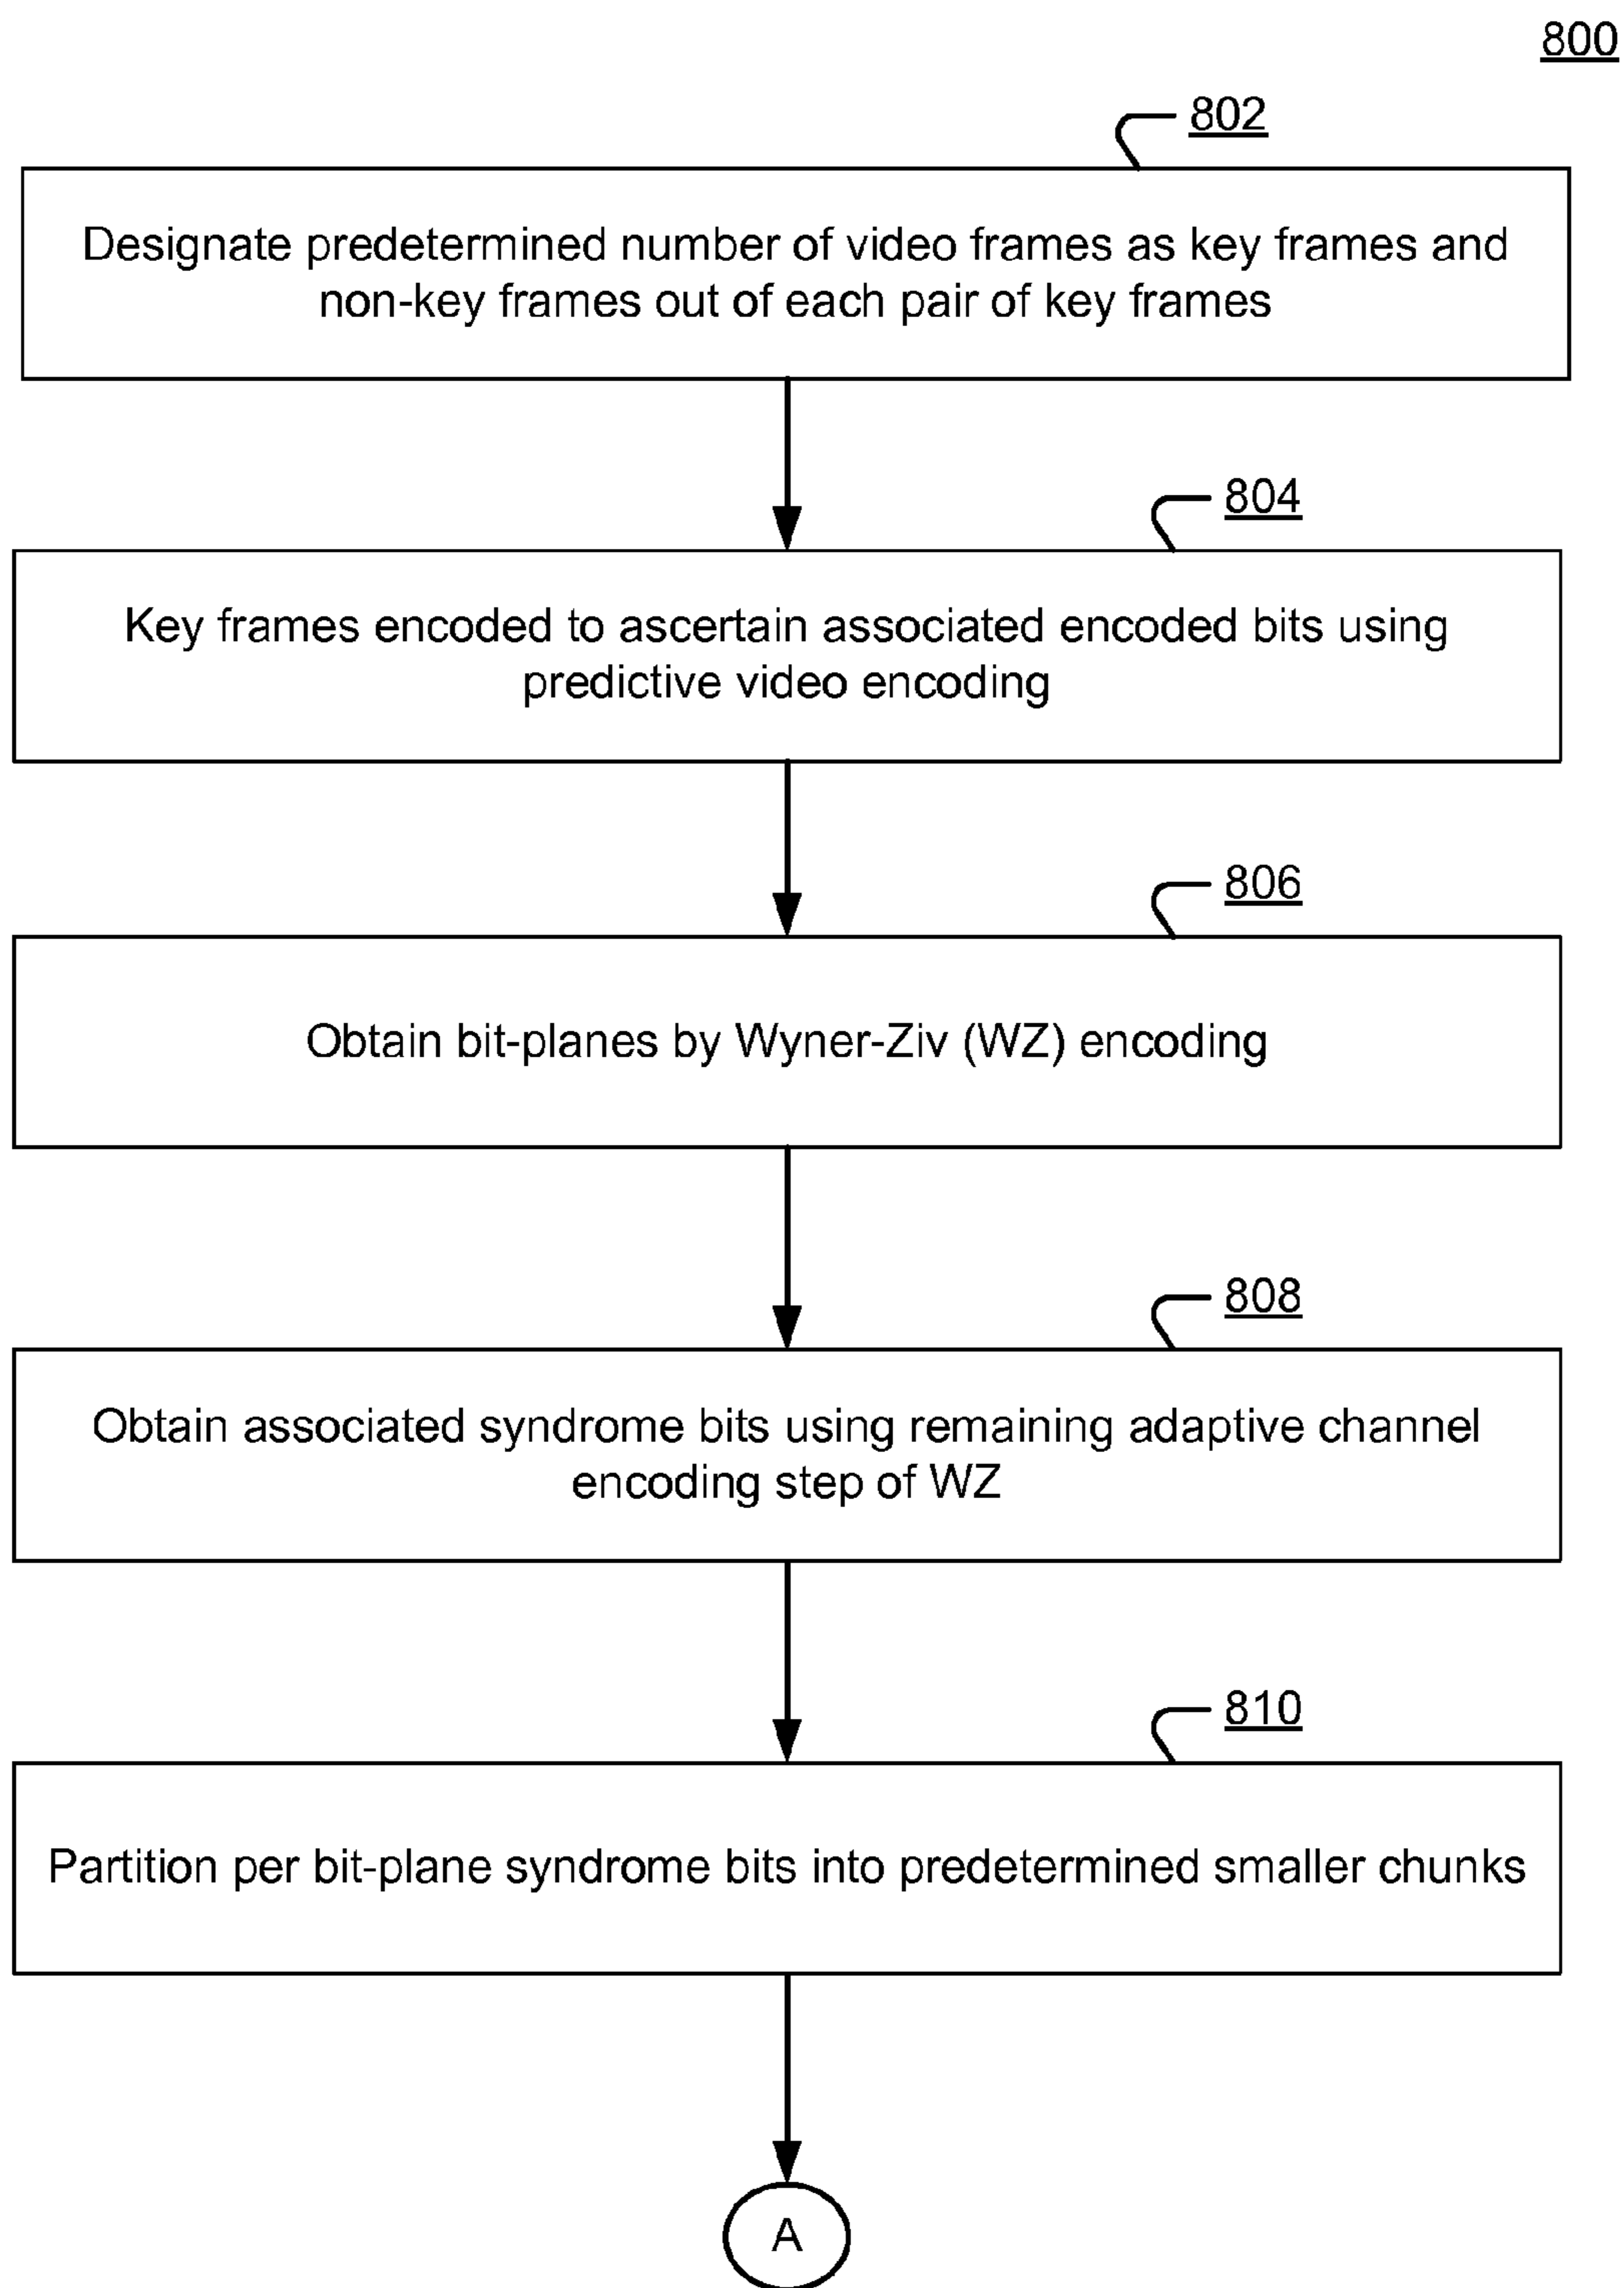 800
802
Designate predetermined number of video frames as key frames and
non-key frames out of each pair of key frames
804
Key frames encoded to ascertain associated encoded bits using
predictive video encoding
806
Obtain bit-planes by Wyner-Ziv (WZ) encoding
808
Obtain associated syndrome bits using remaining adaptive channel
encoding step of WZ
810
Partition per bit-plane syndrome bits into predetermined smaller chunks
A